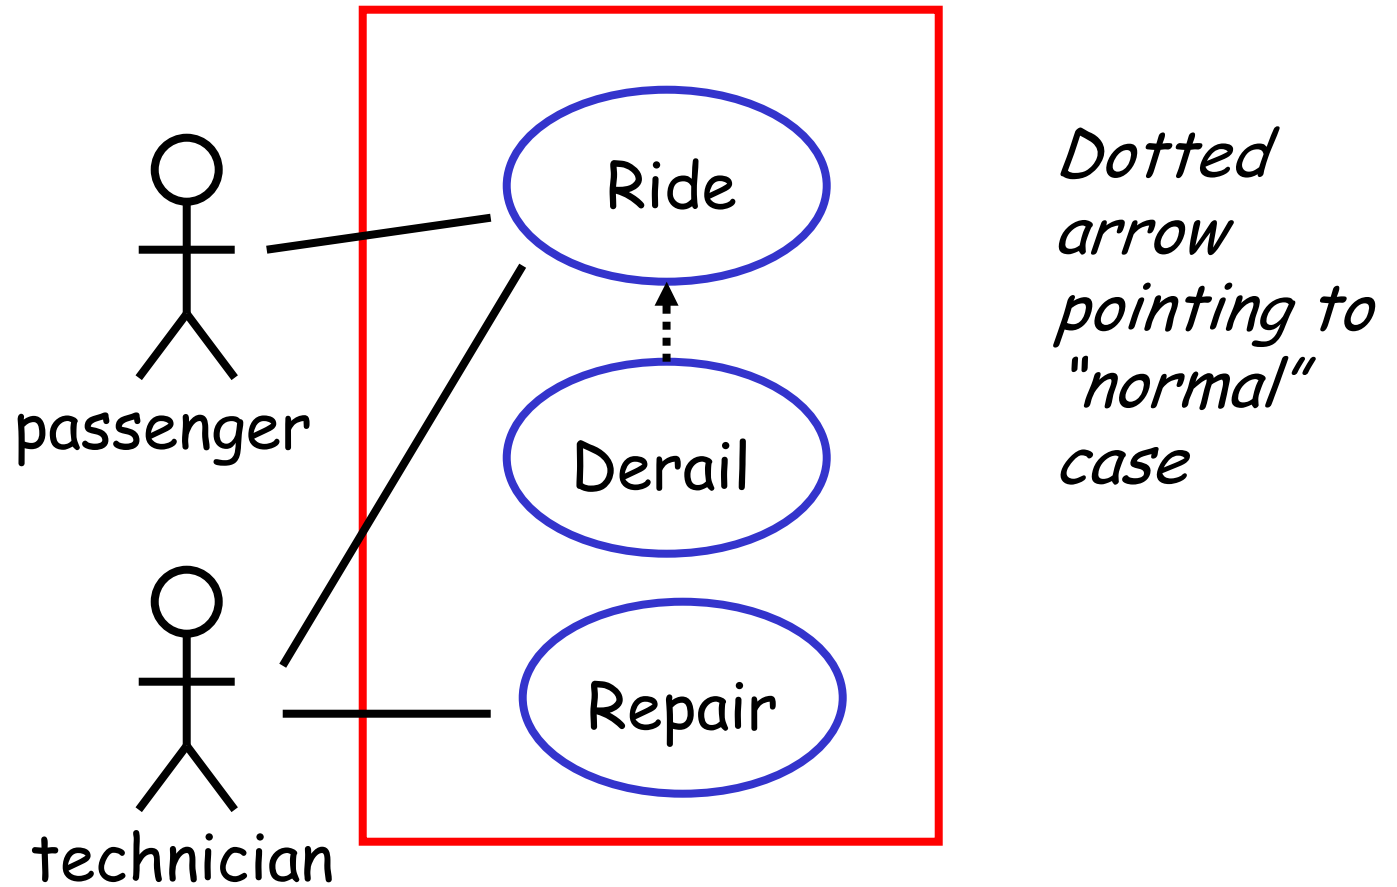 Ride
passenger
Derail
Repair
technician
Dotted
arrow
pointing to
“normal”
case